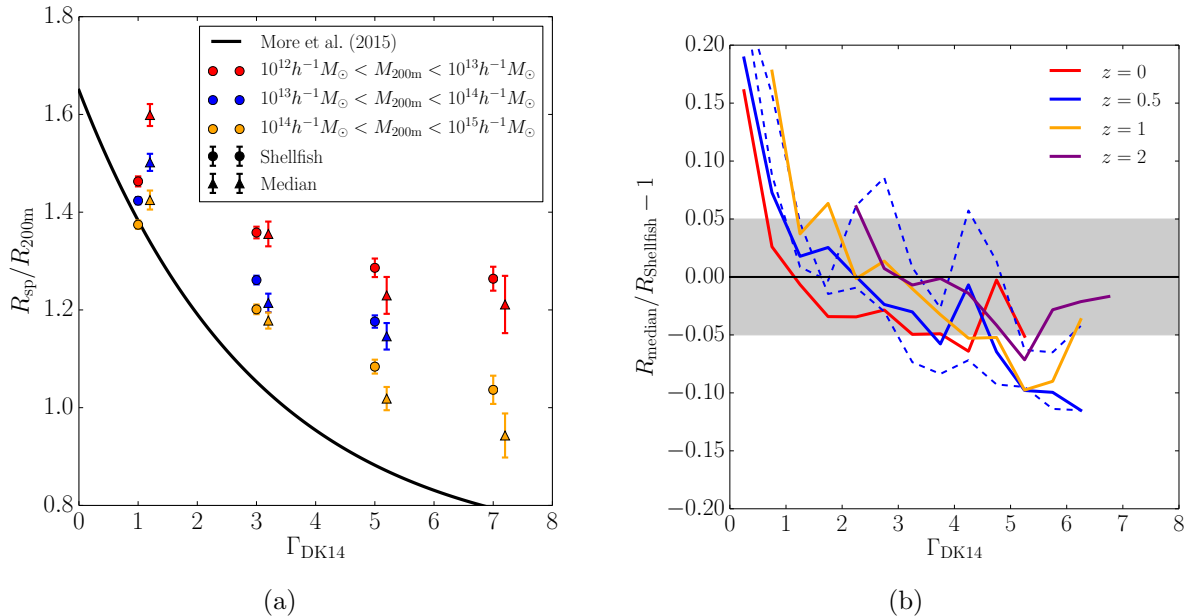 1.8
1.6
1.4
1.2
1.0
0.8
R_sp/R_200m
0 1 2 3 4 5 6 7 8
Γ_DK14
More et al. (2015)
10^12 h^−1 M_⊙ < M_200m < 10^13 h^−1 M_⊙
10^13 h^−1 M_⊙ < M_200m < 10^14 h^−1 M_⊙
10^14 h^−1 M_⊙ < M_200m < 10^15 h^−1 M_⊙
Shellfish
Median
(a)
0.20
0.15
0.10
0.05
0.00
−0.05
−0.10
−0.15
−0.20
R_median/R_Shellfish − 1
0 1 2 3 4 5 6 7 8
Γ_DK14
z = 0
z = 0.5
z = 1
z = 2
(b)